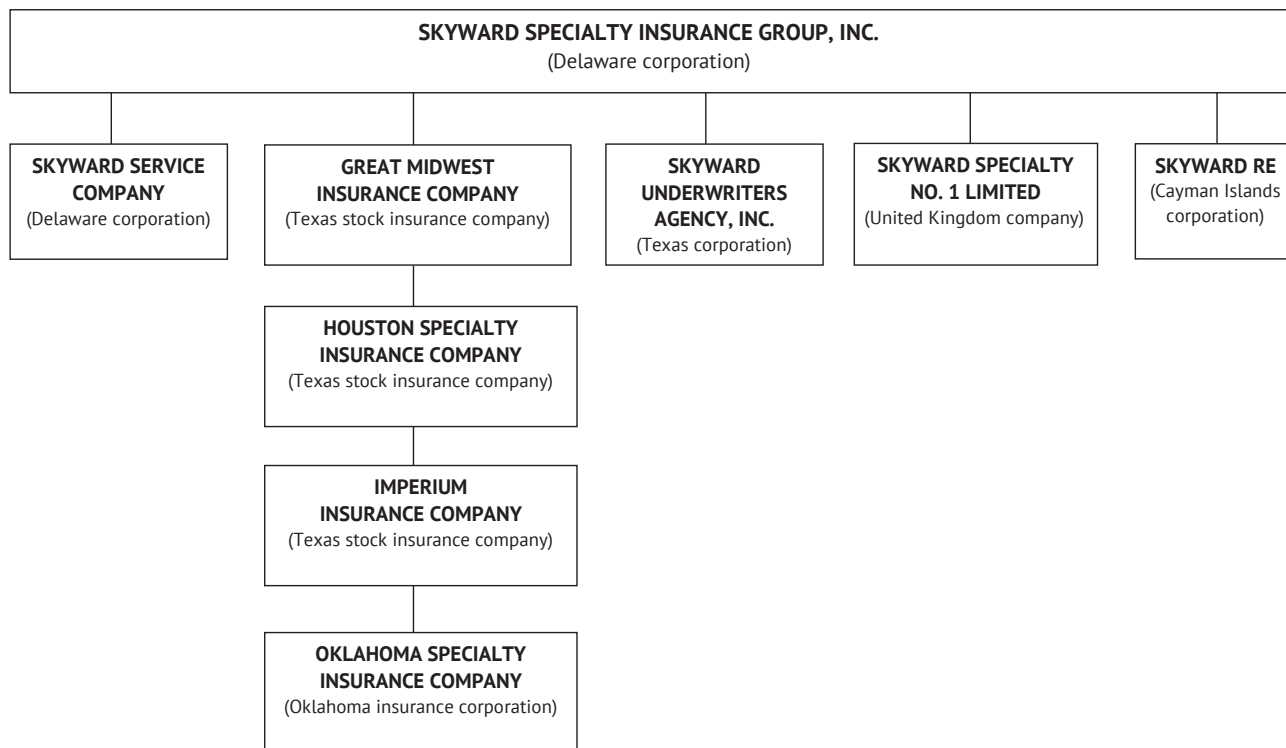 SKYWARD SPECIALTY INSURANCE GROUP, INC.
(Delaware corporation)
SKYWARD SERVICE
COMPANY
(Delaware corporation)
GREAT MIDWEST
INSURANCE COMPANY
(Texas stock insurance company)
SKYWARD
UNDERWRITERS
AGENCY, INC.
(Texas corporation)
SKYWARD SPECIALTY
NO. 1 LIMITED
(United Kingdom company)
SKYWARD RE
(Cayman Islands
corporation)
HOUSTON SPECIALTY
INSURANCE COMPANY
(Texas stock insurance company)
IMPERIUM
INSURANCE COMPANY
(Texas stock insurance company)
OKLAHOMA SPECIALTY
INSURANCE COMPANY
(Oklahoma insurance corporation)